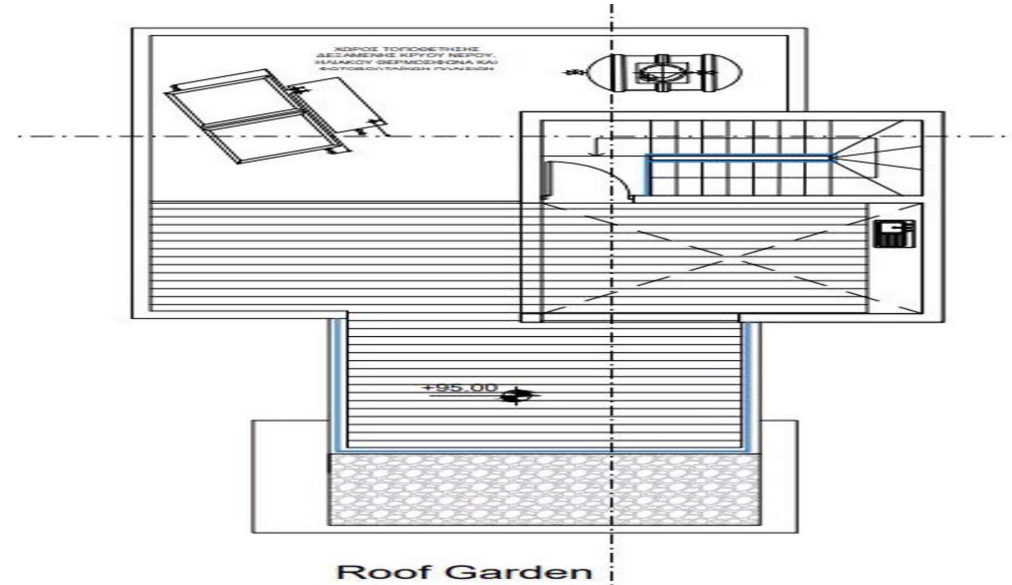 ΧΩΡΟΣ ΤΟΠΟΘΕΤΗΣΗΣ
ΔΕΞΑΜΕΝΗΣ ΚΡΥΟΥ ΝΕΡΟΥ,
ΗΛΙΑΚΟΥ ΘΕΡΜΟΣΙΦΩΝΑ ΚΑΙ
ΦΩΤΟΒΟΛΤΑΪΚΩΝ ΠΛΑΙΣΙΩΝ
+95.00
Roof Garden